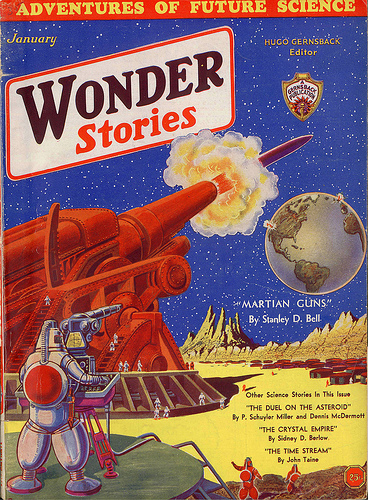 ADVENTURES OF FUTURE SCIENCE
January
HUGO GERNSBACK
Editor
WONDER
Stories
A
GERNSBACK
PUBLICATION
"MARTIAN GUNS"
By Stanley D. Bell
Other Science Stories In This Issue
"THE DUEL ON THE ASTEROID"
By P. Schuyler Miller and Dennis McDermott
"THE CRYSTAL EMPIRE"
By Sidney D. Berlow
"THE TIME STREAM"
By John Taine
25¢